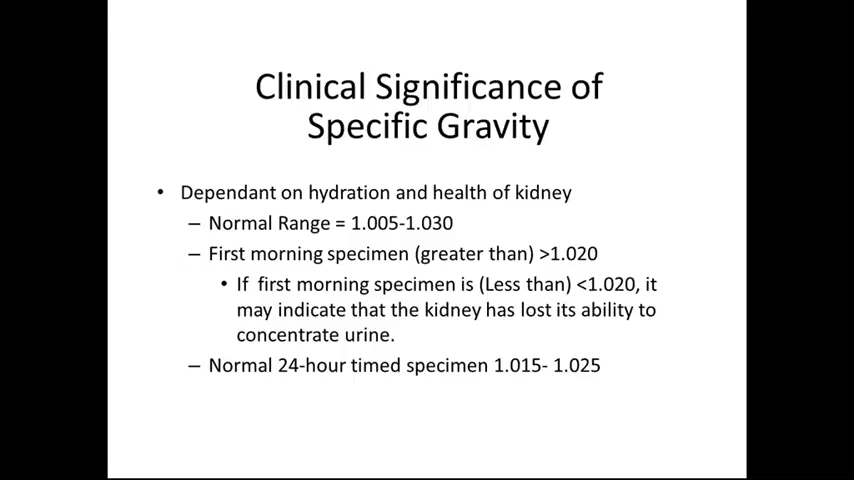 Clinical Significance of
Specific Gravity
• Dependant on hydration and health of kidney
– Normal Range = 1.005-1.030
– First morning specimen (greater than) >1.020
• If  first morning specimen is (Less than) <1.020, it
may indicate that the kidney has lost its ability to
concentrate urine.
– Normal 24-hour timed specimen 1.015- 1.025